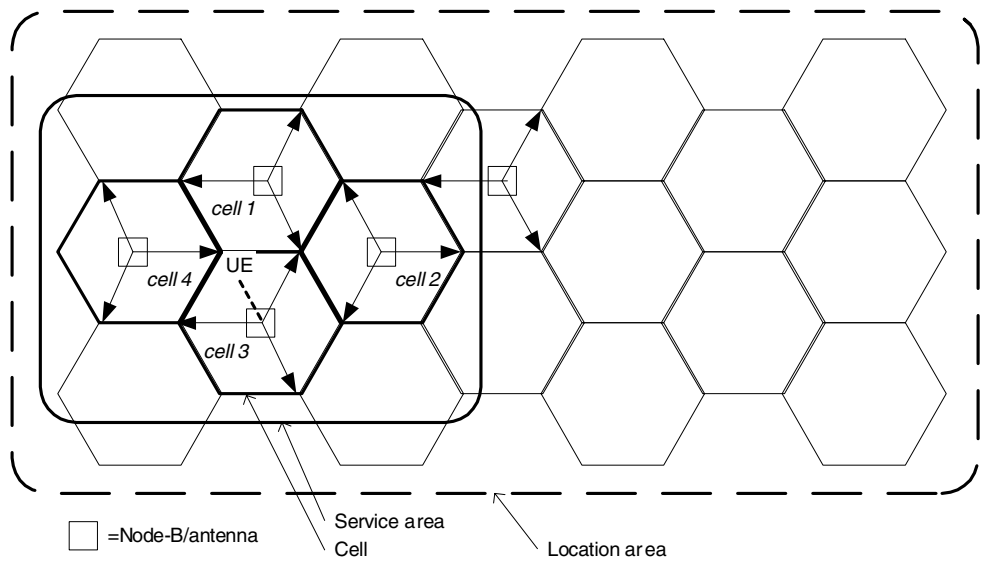 cell 1
UE
cell 4
cell 2
cell 3
=Node-B/antenna
Service area
Cell
Location area